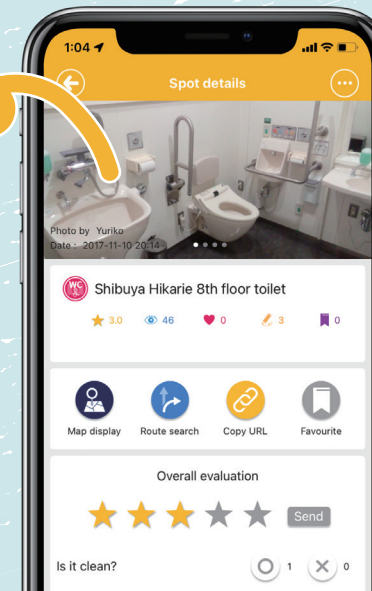 1:04
Spot details
Photo by Yuriko
Date : 2017-11-10 20:14
WC
Shibuya Hikarie 8th floor toilet
3.0 46 0 3 0
Map display Route search Copy URL Favourite
Overall evaluation
Send
Is it clean? 1 0